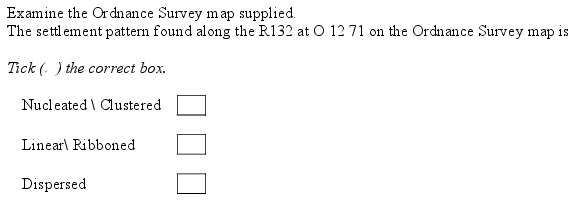 Examine the Ordnance Survey map supplied.
The settlement pattern found along the R132 at O 12 71 on the Ordnance Survey map is
Tick (. ) the correct box.
Nucleated \ Clustered
Linear\ Ribboned
Dispersed